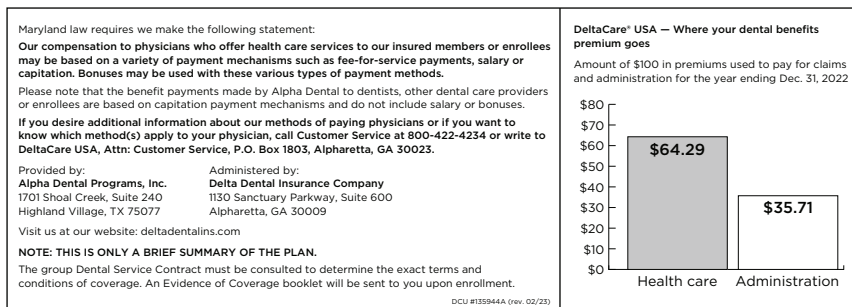 Maryland law requires we make the following statement:
Our compensation to physicians who offer health care services to our insured members or enrollees
may be based on a variety of payment mechanisms such as fee-for-service payments, salary or
capitation. Bonuses may be used with these various types of payment methods.
Please note that the benefit payments made by Alpha Dental to dentists, other dental care providers
or enrollees are based on capitation payment mechanisms and do not include salary or bonuses.
If you desire additional information about our methods of paying physicians or if you want to
know which method(s) apply to your physician, call Customer Service at 800-422-4234 or write to
DeltaCare USA, Attn: Customer Service, P.O. Box 1803, Alpharetta, GA 30023.
Provided by:
Alpha Dental Programs, Inc.
1701 Shoal Creek, Suite 240
Highland Village, TX 75077
Administered by:
Delta Dental Insurance Company
1130 Sanctuary Parkway, Suite 600
Alpharetta, GA 30009
Visit us at our website: deltadentalins.com
NOTE: THIS IS ONLY A BRIEF SUMMARY OF THE PLAN.
The group Dental Service Contract must be consulted to determine the exact terms and
conditions of coverage. An Evidence of Coverage booklet will be sent to you upon enrollment.
DCU #135944A (rev. 02/23)
DeltaCare® USA — Where your dental benefits
premium goes
Amount of $100 in premiums used to pay for claims
and administration for the year ending Dec. 31, 2022
$80
$70
$60
$50
$40
$30
$20
$10
$0
$64.29
$35.71
Health care
Administration